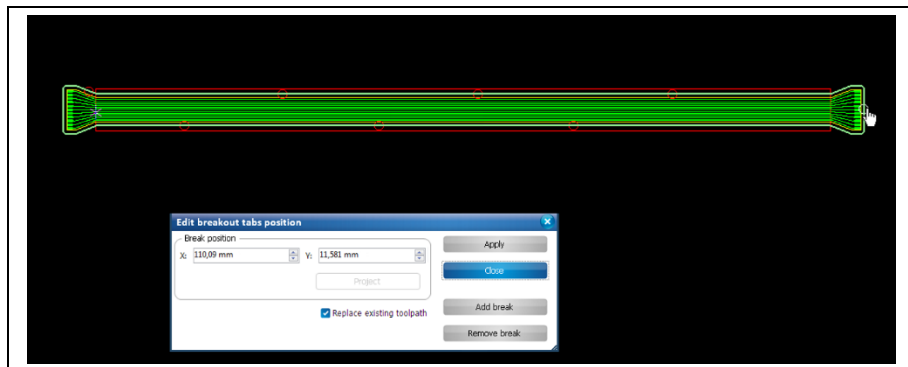 Edit breakout tabs position
Break position
X: 110,09 mm Y: 11,581 mm
Project
Replace existing toolpath
Apply
Close
Add break
Remove break